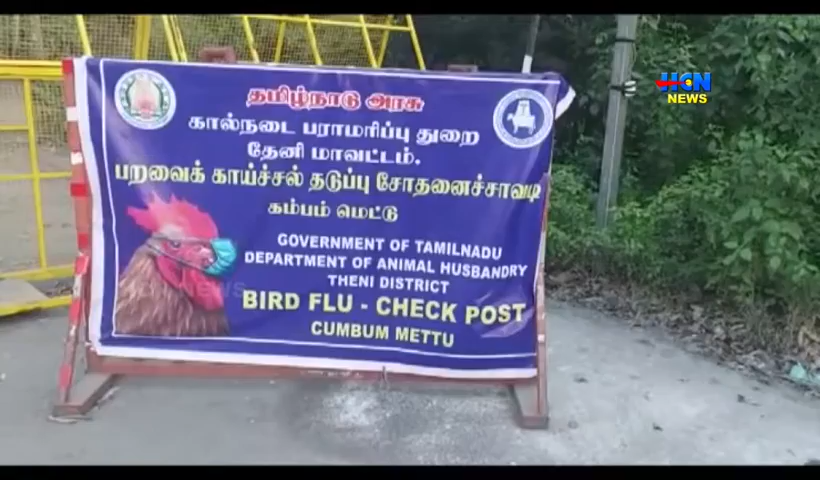 தமிழ்நாடு அரசு
கால்நடை பராமரிப்பு துறை
தேனி மாவட்டம்.
பறவைக் காய்ச்சல் தடுப்பு சோதனைச்சாவடி
கம்பம் மெட்டு
GOVERNMENT OF TAMILNADU
DEPARTMENT OF ANIMAL HUSBANDRY
THENI DISTRICT
BIRD FLU - CHECK POST
CUMBUM METTU
HCN
NEWS